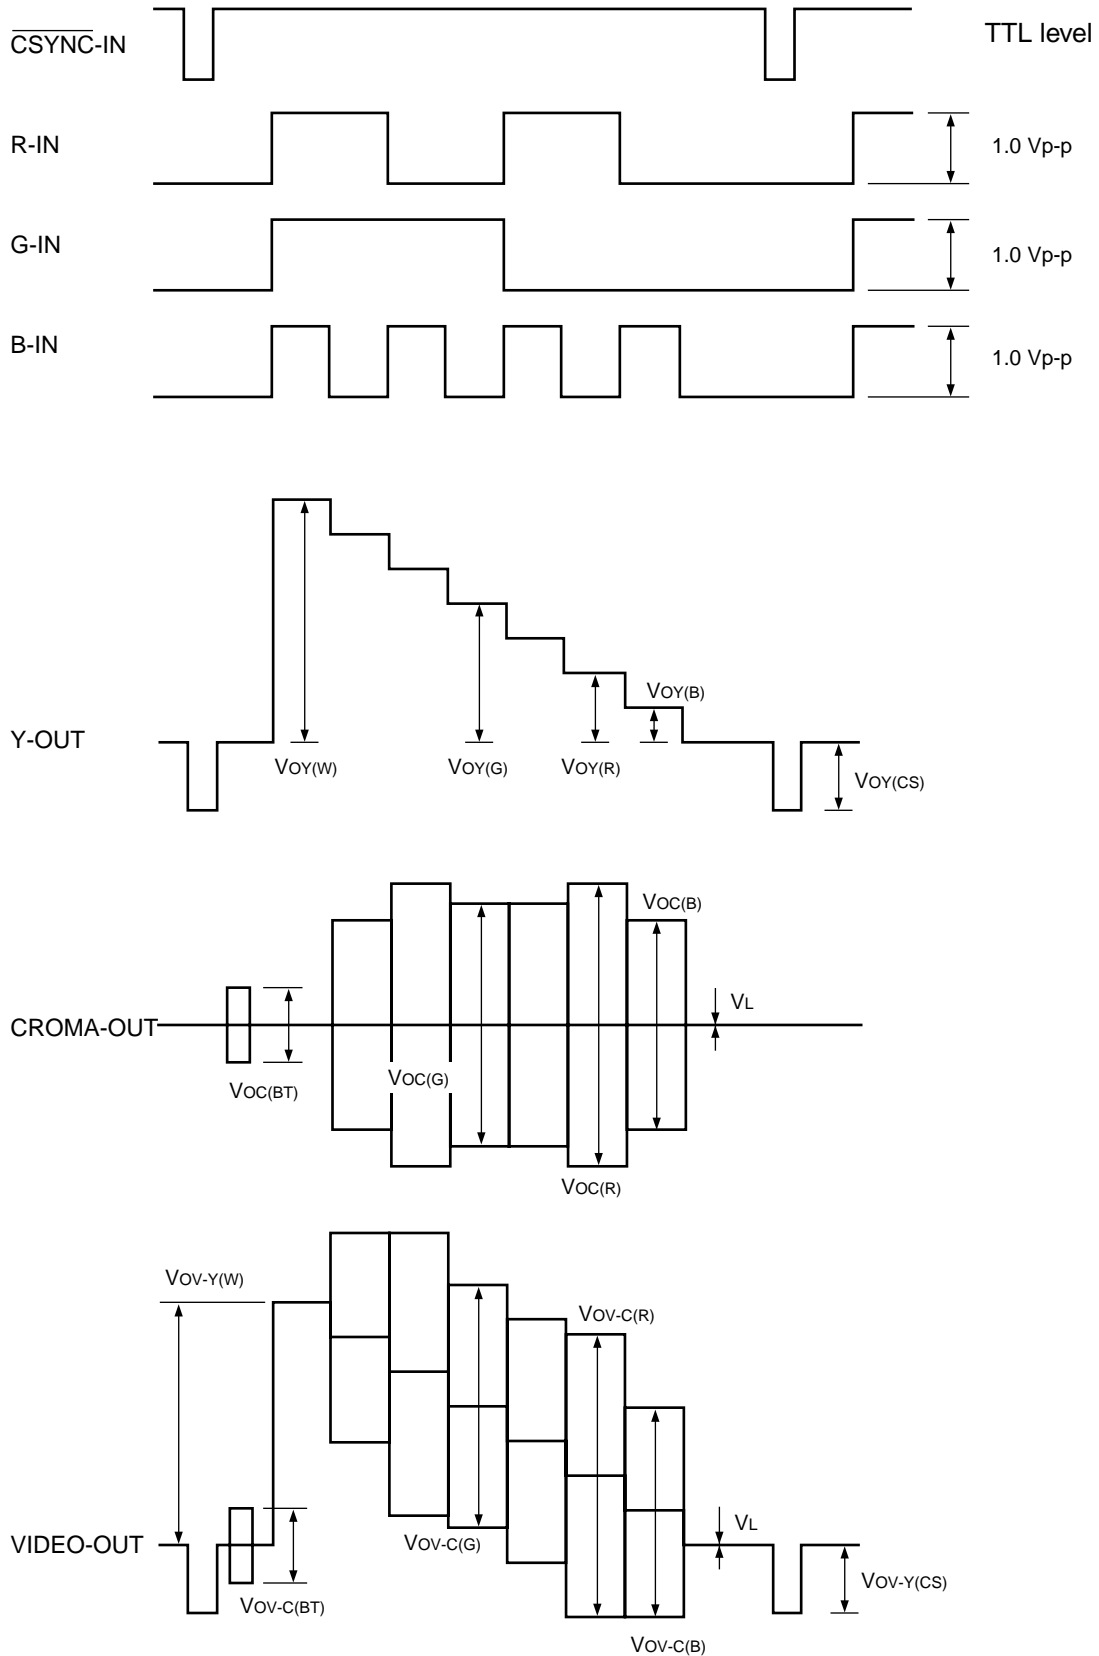 CSYNC-IN
TTL level
R-IN
1.0 Vp-p
G-IN
1.0 Vp-p
B-IN
1.0 Vp-p
VOY(B)
Y-OUT
VOY(W)
VOY(G)
VOY(R)
VOY(CS)
VOC(B)
VL
CROMA-OUT
VOC(BT)
VOC(G)
VOC(R)
VOV-Y(W)
VOV-C(R)
VL
VIDEO-OUT
VOV-C(G)
VOV-Y(CS)
VOV-C(BT)
VOV-C(B)